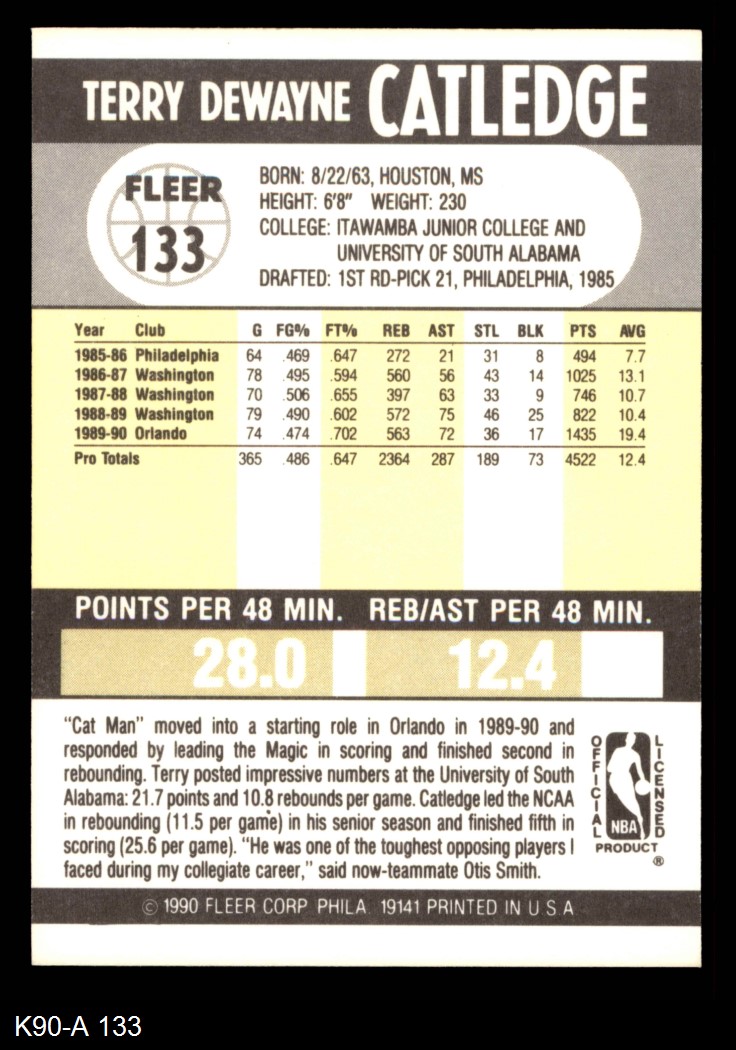 TERRY DEWAYNE CATLEDGE
FLEER
133
BORN: 8/22/63, HOUSTON, MS
HEIGHT: 6'8" WEIGHT: 230
COLLEGE: ITAWAMBA JUNIOR COLLEGE AND
UNIVERSITY OF SOUTH ALABAMA
DRAFTED: 1ST RD-PICK 21, PHILADELPHIA, 1985
Year Club G FG% FT% REB AST STL BLK PTS AVG
1985-86 Philadelphia 64 .469 .647 272 21 31 8 494 7.7
1986-87 Washington 78 .495 .594 560 56 43 14 1025 13.1
1987-88 Washington 70 .506 .655 397 63 33 9 746 10.7
1988-89 Washington 79 .490 .602 572 75 46 25 822 10.4
1989-90 Orlando 74 .474 .702 563 72 36 17 1435 19.4
Pro Totals 365 .486 .647 2364 287 189 73 4522 12.4
POINTS PER 48 MIN. REB/AST PER 48 MIN.
28.0 12.4
"Cat Man" moved into a starting role in Orlando in 1989-90 and
responded by leading the Magic in scoring and finished second in
rebounding. Terry posted impressive numbers at the University of South
Alabama: 21.7 points and 10.8 rebounds per game. Catledge led the NCAA
in rebounding (11.5 per game) in his senior season and finished fifth in
scoring (25.6 per game). "He was one of the toughest opposing players I
faced during my collegiate career," said now-teammate Otis Smith.
OFFICIAL
NBA
LICENSED
PRODUCT
®
© 1990 FLEER CORP PHILA 19141 PRINTED IN U S A
K90-A 133